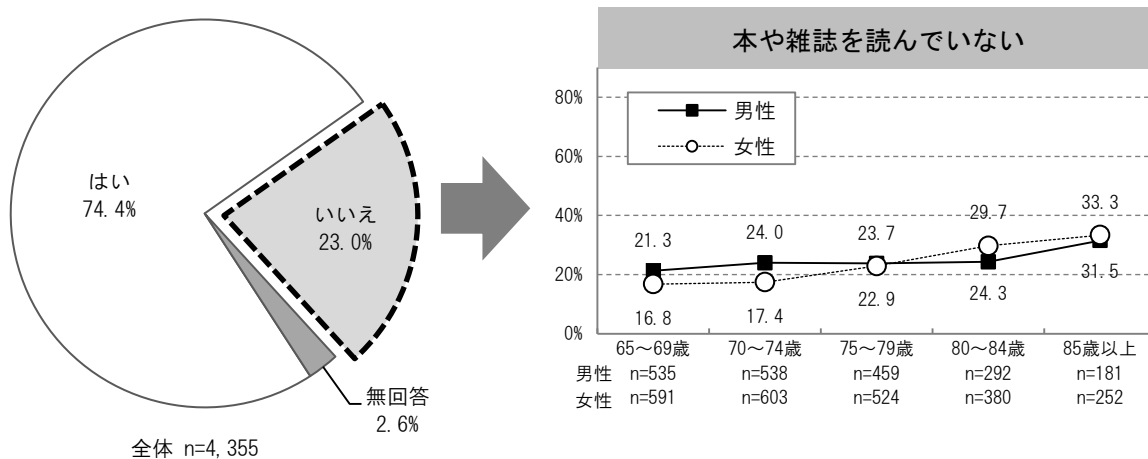 はい
74.4%
いいえ
23.0%
無回答
2.6%
全体 n=4,355
本や雑誌を読んでいない
80%
60%
40%
20%
0%
男性
女性
21.3
24.0
23.7
29.7
33.3
16.8
17.4
22.9
24.3
31.5
65～69歳 70～74歳 75～79歳 80～84歳 85歳以上
男性 n=535 n=538 n=459 n=292 n=181
女性 n=591 n=603 n=524 n=380 n=252